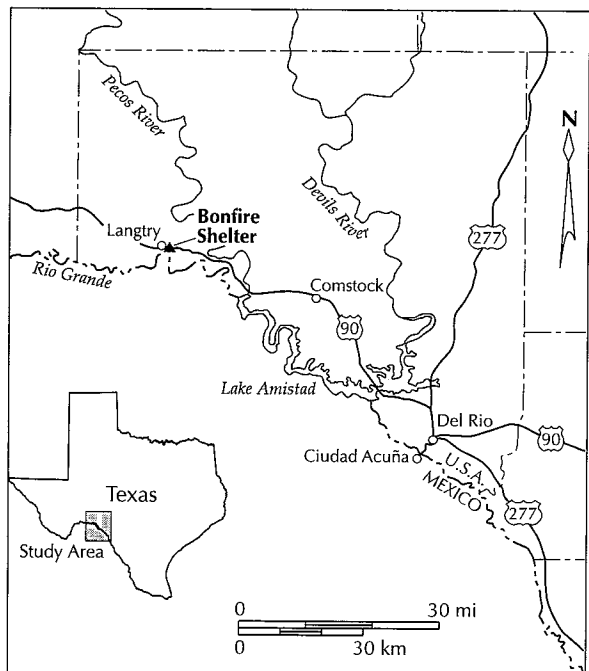 Pecos River
Devils River
N
277
Langtry
Bonfire
Shelter
Rio Grande
Comstock
90
Lake Amistad
Del Rio
90
Ciudad Acuña
U.S.A.
MEXICO
277
Texas
Study Area
0 30 mi
0 30 km